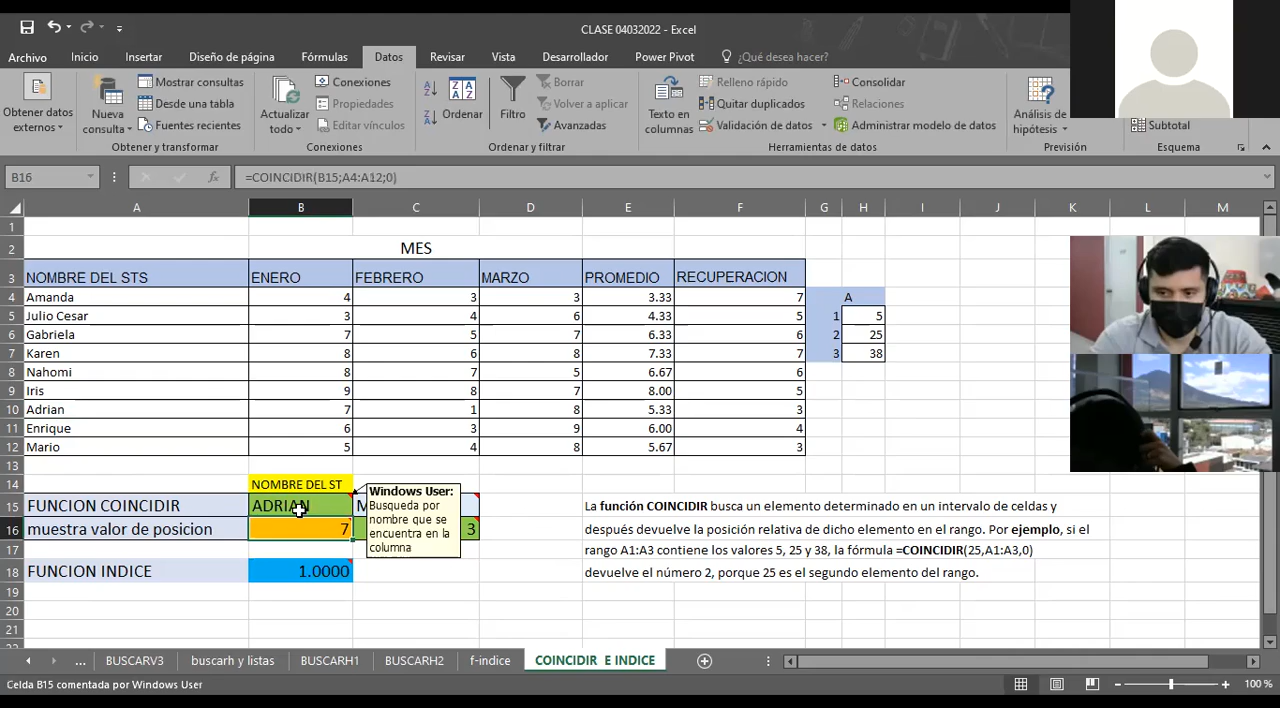 CLASE 04032022 - Excel
Archivo Inicio Insertar Diseño de página Fórmulas Datos Revisar Vista Desarrollador Power Pivot ¿Qué desea hacer?
Obtener datos externos
Nueva consulta
Mostrar consultas
Desde una tabla
Fuentes recientes
Obtener y transformar
Actualizar todo
Conexiones
Propiedades
Editar vínculos
Conexiones
Ordenar
Filtro
Borrar
Volver a aplicar
Avanzadas
Ordenar y filtrar
Texto en columnas
Relleno rápido
Quitar duplicados
Validación de datos
Consolidar
Relaciones
Administrar modelo de datos
Herramientas de datos
Análisis de hipótesis
Previsión
Subtotal
Esquema
B16 fx =COINCIDIR(B15;A4:A12;0)
A B C D E F G H I J K L M
1
2 MES
3 NOMBRE DEL STS ENERO FEBRERO MARZO PROMEDIO RECUPERACION
4 Amanda 4 3 3 3.33 7 A
5 Julio Cesar 3 4 6 4.33 5 1 5
6 Gabriela 7 5 7 6.33 6 2 25
7 Karen 8 6 8 7.33 7 3 38
8 Nahomi 8 7 5 6.67 6
9 Iris 9 8 7 8.00 5
10 Adrian 7 1 8 5.33 3
11 Enrique 6 3 9 6.00 4
12 Mario 5 4 8 5.67 3
13
14 NOMBRE DEL ST
15 FUNCION COINCIDIR ADRIAN M
16 muestra valor de posicion 7 3
17
18 FUNCION INDICE 1.0000
19
20
21
Windows User:
Busqueda por
nombre que se
encuentra en la
columna
La función COINCIDIR busca un elemento determinado en un intervalo de celdas y
después devuelve la posición relativa de dicho elemento en el rango. Por ejemplo, si el
rango A1:A3 contiene los valores 5, 25 y 38, la fórmula =COINCIDIR(25,A1:A3,0)
devuelve el número 2, porque 25 es el segundo elemento del rango.
... BUSCARV3 buscarh y listas BUSCARH1 BUSCARH2 f-indice COINCIDIR E INDICE
Celda B15 comentada por Windows User 100 %